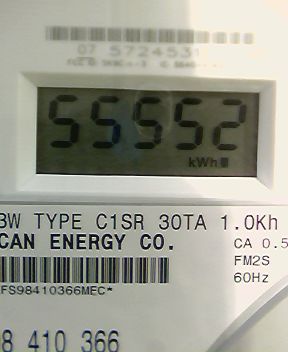 07 5724531
55552
kWh
3W TYPE C1SR 30TA 1.0Kh
CAN ENERGY CO.
CA 0.5
FM2S
60Hz
FS98410366MEC*
8 410 366